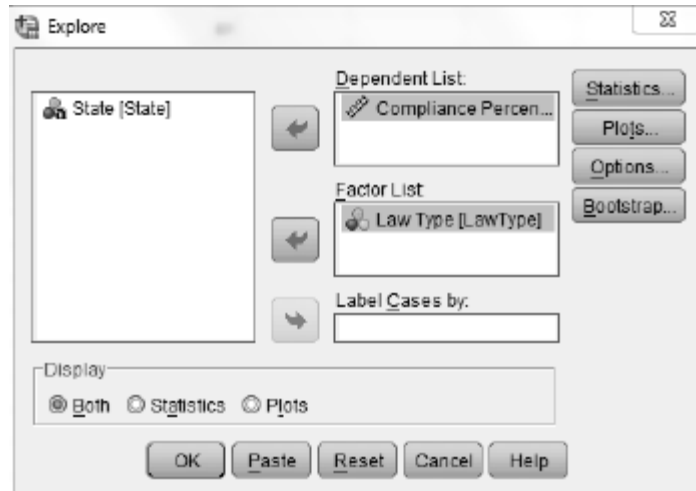 Explore
State [State]
Dependent List:
Compliance Percen...
Factor List
Law Type [LawType]
Label Cases by:
Statistics...
Plots...
Options...
Bootstrap...
Display
Both Statistics Plots
OK Paste Reset Cancel Help